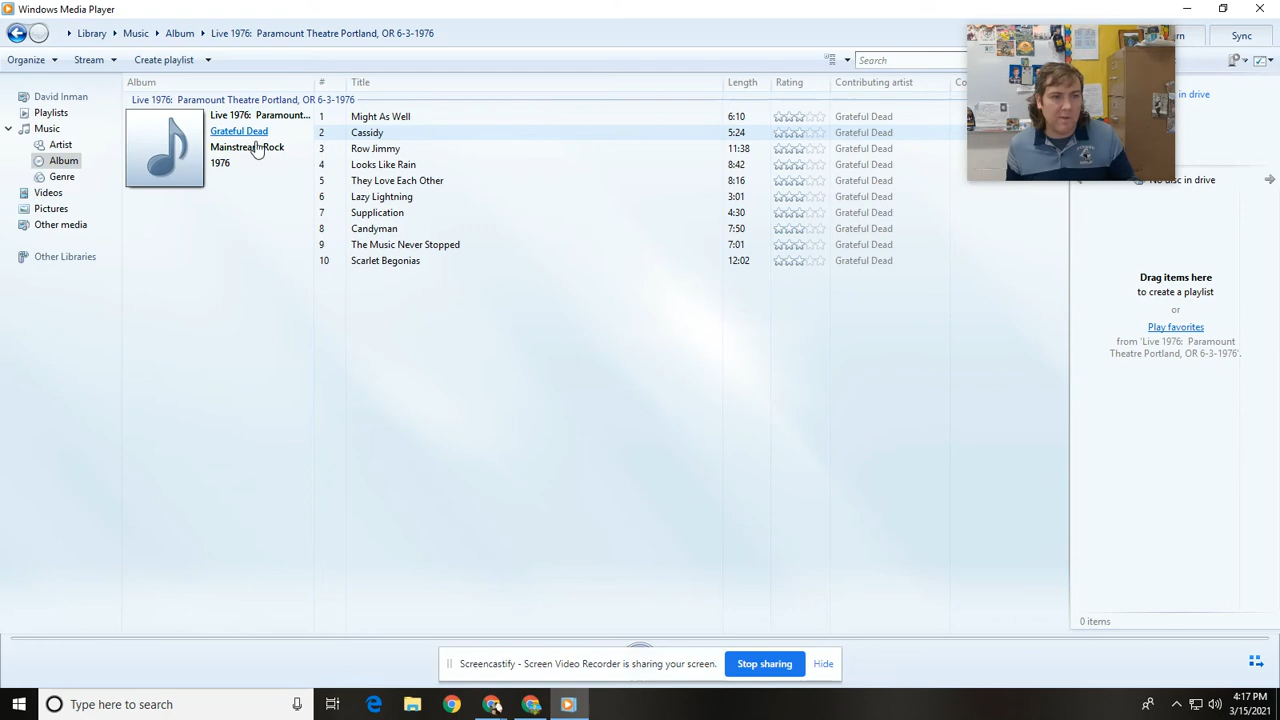 Windows Media Player
Library Music Album Live 1976: Paramount Theatre Portland, OR 6-3-1976
Sync
Organize Stream Create playlist Search
Album # Title Length Rating Contributing artist
David Inman
Playlists
Music
Artist
Album
Genre
Videos
Pictures
Other media
Other Libraries
Live 1976: Paramount Theatre Portland, OR 6-3-1976
Live 1976: Paramount...
Grateful Dead
Mainstream Rock
1976
1 Might As Well 6:10 Grateful Dead
2 Cassidy 5:24 Grateful Dead
3 Row Jimmy 11:38 Grateful Dead
4 Looks Like Rain 8:42 Grateful Dead
5 They Love Each Other 8:16 Grateful Dead
6 Lazy Lightning 3:01 Grateful Dead
7 Supplication 4:30 Grateful Dead
8 Candyman 7:50 Grateful Dead
9 The Music Never Stopped 7:01 Grateful Dead
10 Scarlet Begonias 12:02 Grateful Dead
in drive
No disc in drive
Drag items here
to create a playlist
or
Play favorites
from 'Live 1976: Paramount
Theatre Portland, OR 6-3-1976'.
0 items
Screencastify - Screen Video Recorder is sharing your screen. Stop sharing Hide
Type here to search
4:17 PM
3/15/2021